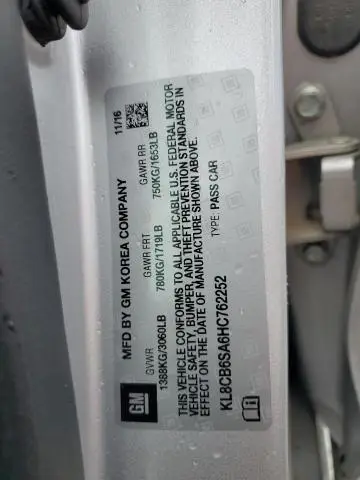 GM
MFD BY GM KOREA COMPANY 11/16
GVWR GAWR FRT GAWR RR
1388KG/3060LB 780KG/1719LB 750KG/1653LB
THIS VEHICLE CONFORMS TO ALL APPLICABLE U.S. FEDERAL MOTOR
VEHICLE SAFETY, BUMPER, AND THEFT PREVENTION STANDARDS IN
EFFECT ON THE DATE OF MANUFACTURE SHOWN ABOVE.
KL8CB6SA6HC762252 TYPE: PASS CAR